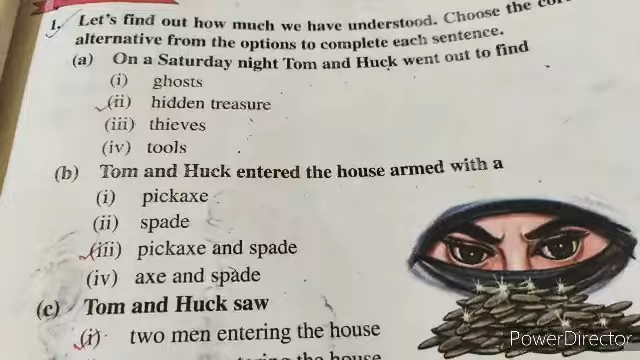 1. Let's find out how much we have understood. Choose the
alternative from the options to complete each sentence.
(a) On a Saturday night Tom and Huck went out to find
(i) ghosts
(ii) hidden treasure
(iii) thieves
(iv) tools
(b) Tom and Huck entered the house armed with a
(i) pickaxe
(ii) spade
(iii) pickaxe and spade
(iv) axe and spade
(c) Tom and Huck saw
(i) two men entering the house
the house
PowerDirector